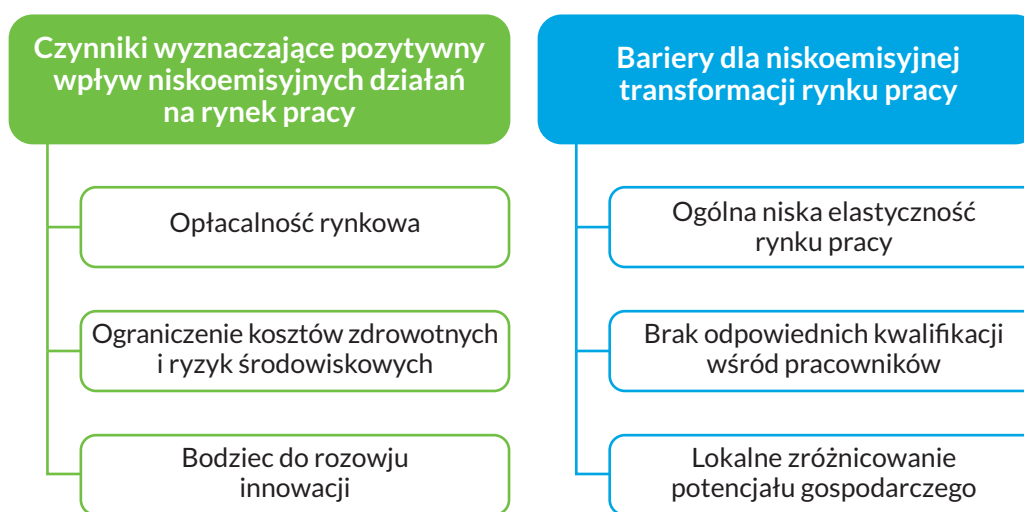 Czynniki wyznaczające pozytywny
wpływ niskoemisyjnych działań
na rynek pracy
Opłacalność rynkowa
Ograniczenie kosztów zdrowotnych
i ryzyk środowiskowych
Bodziec do rozowju
innowacji
Bariery dla niskoemisyjnej
transformacji rynku pracy
Ogólna niska elastyczność
rynku pracy
Brak odpowiednich kwalifikacji
wśród pracowników
Lokalne zróżnicowanie
potencjału gospodarczego